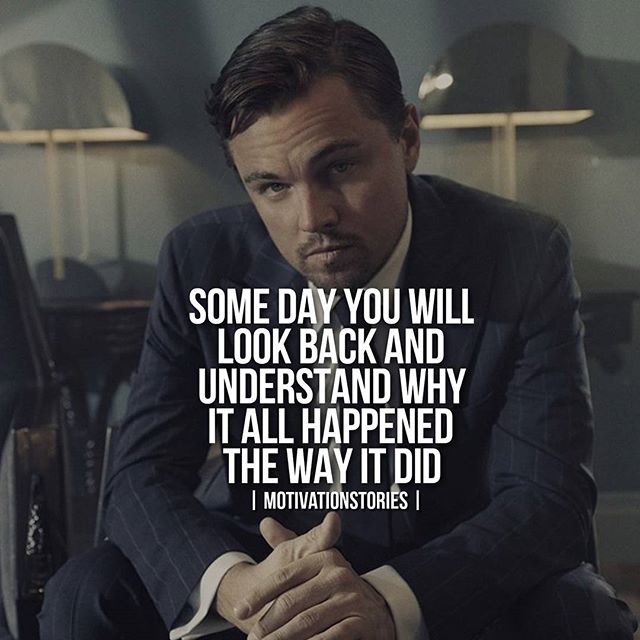 SOME DAY YOU WILL
LOOK BACK AND
UNDERSTAND WHY
IT ALL HAPPENED
THE WAY IT DID
| MOTIVATIONSTORIES |